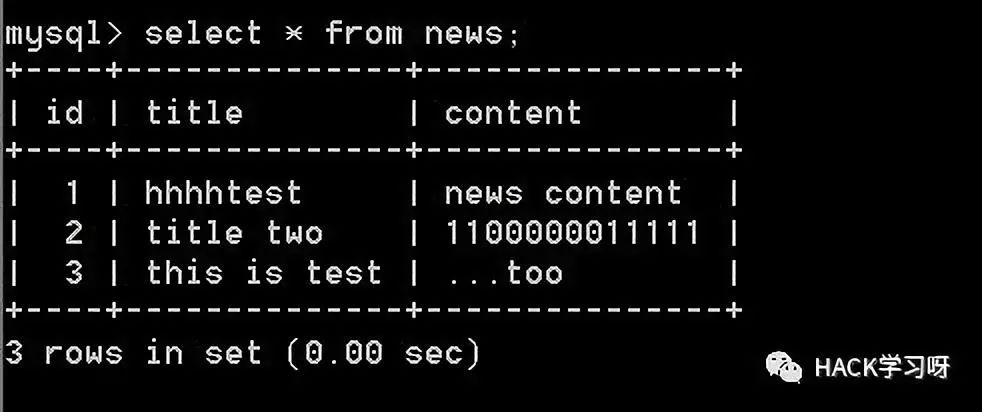 mysql> select * from news;
+----+--------------+---------------+
| id | title        | content       |
+----+--------------+---------------+
|  1 | hhhhtest     | news content  |
|  2 | title two    | 1100000011111 |
|  3 | this is test | ...too        |
+----+--------------+---------------+
3 rows in set (0.00 sec)
HACK学习呀